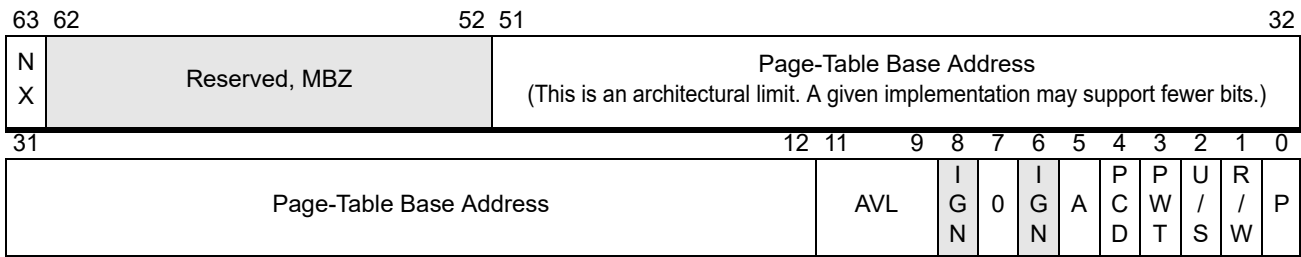 63 62 52 51 32
N
X
Reserved, MBZ
Page-Table Base Address
(This is an architectural limit. A given implementation may support fewer bits.)
31 12 11 9 8 7 6 5 4 3 2 1 0
Page-Table Base Address
AVL
I
G
N
0
I
G
N
A
P
C
D
P
W
T
U
/
S
R
/
W
P